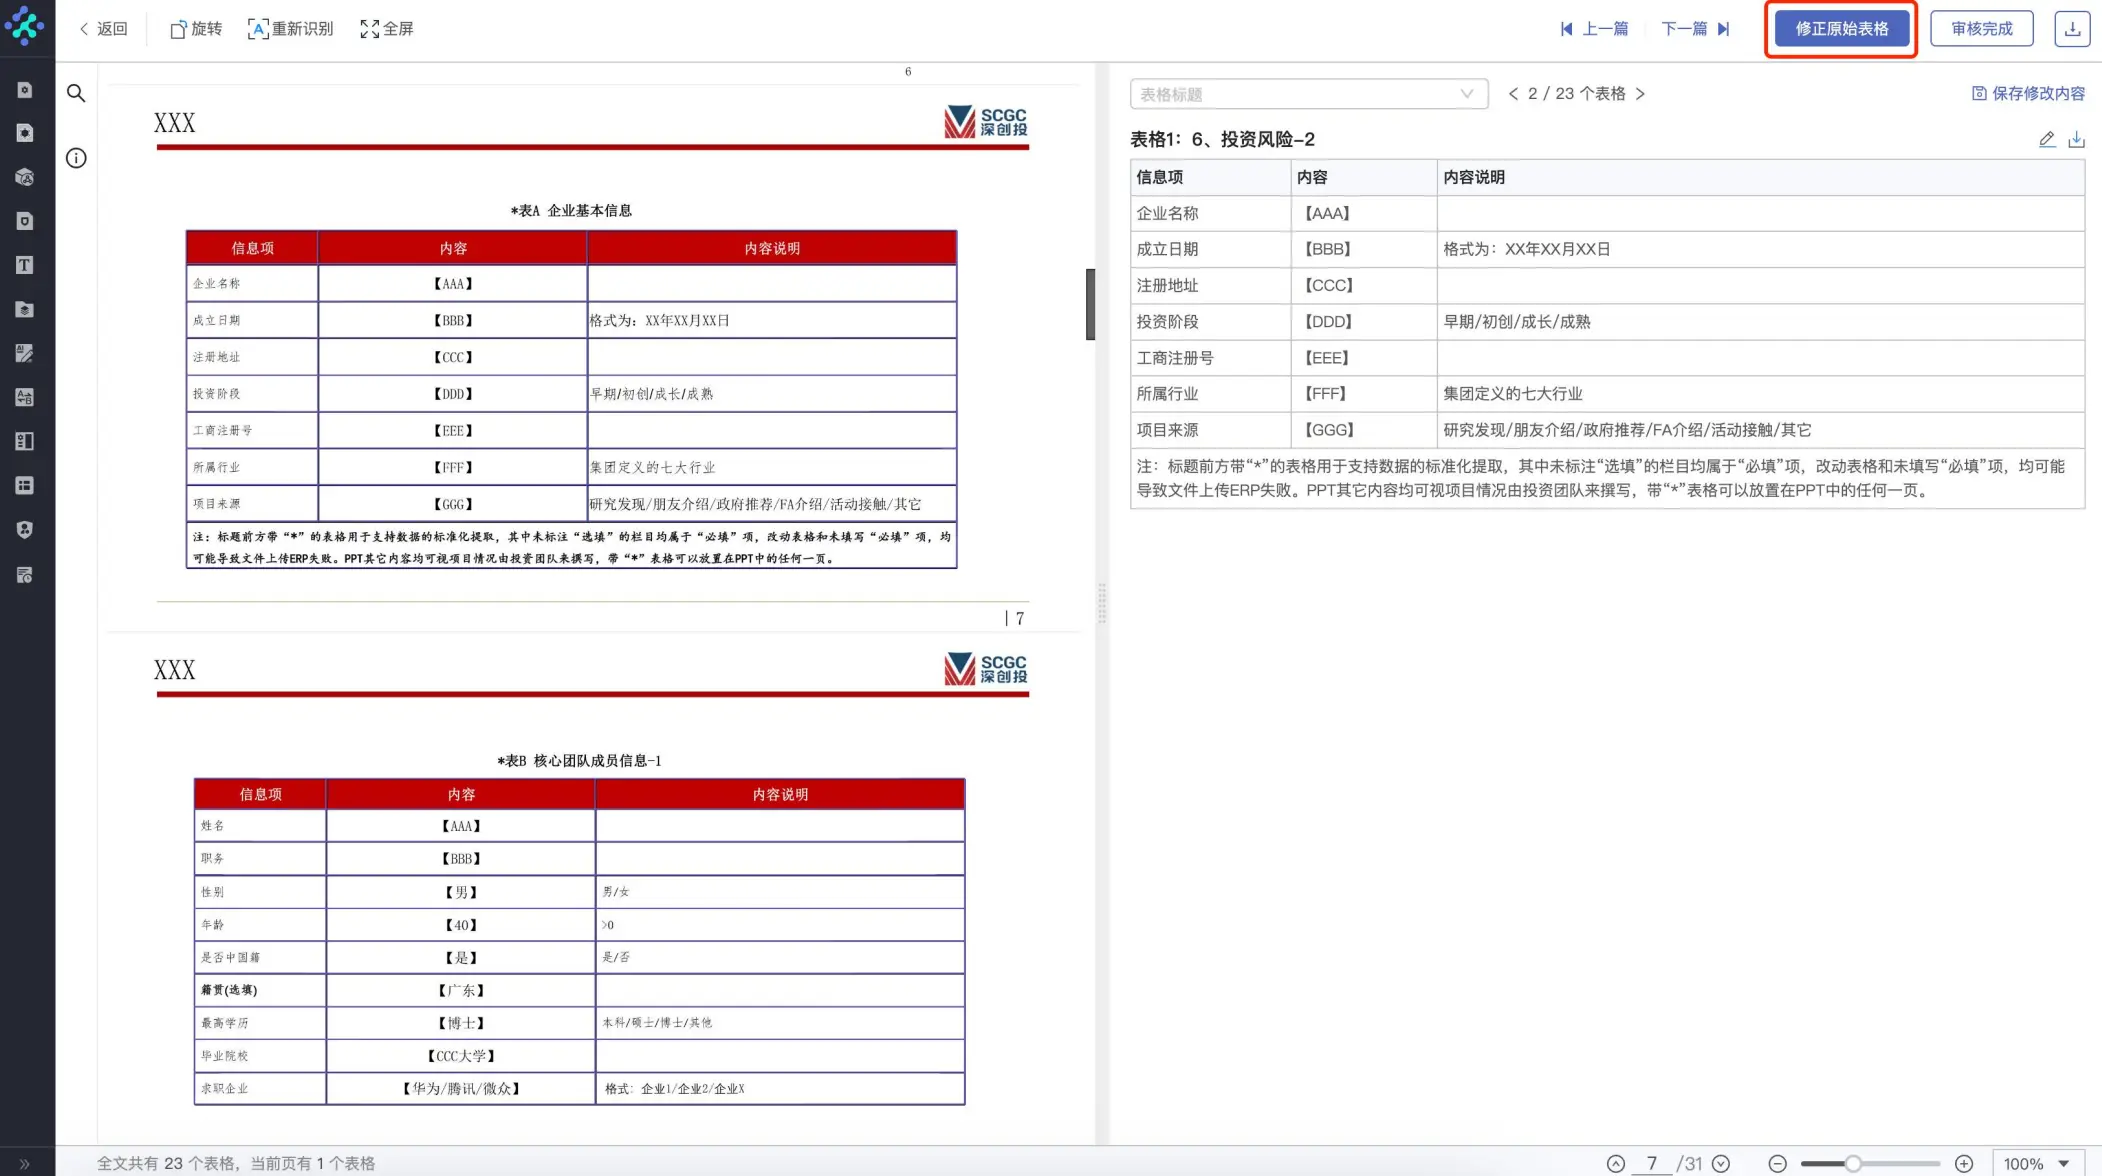 返回
旋转
重新识别
全屏
上一篇
下一篇
修正原始表格
审核完成
6
XXX
SCGC
深创投
*表A 企业基本信息
信息项 内容 内容说明
企业名称 【AAA】
成立日期 【BBB】 格式为：XX年XX月XX日
注册地址 【CCC】
投资阶段 【DDD】 早期/初创/成长/成熟
工商注册号 【EEE】
所属行业 【FFF】 集团定义的七大行业
项目来源 【GGG】 研究发现/朋友介绍/政府推荐/FA介绍/活动接触/其它
注：标题前方带“*”的表格用于支持数据的标准化提取，其中未标注“选填”的栏目均属于“必填”项，改动表格和未填写“必填”项，均
可能导致文件上传ERP失败。PPT其它内容均可视项目情况由投资团队来撰写，带“*”表格可以放置在PPT中的任何一页。
| 7
XXX
SCGC
深创投
*表B 核心团队成员信息-1
信息项 内容 内容说明
姓名 【AAA】
职务 【BBB】
性别 【男】 男/女
年龄 【40】 >0
是否中国籍 【是】 是/否
籍贯(选填) 【广东】
最高学历 【博士】 本科/硕士/博士/其他
毕业院校 【CCC大学】
求职企业 【华为/腾讯/微众】 格式：企业1/企业2/企业X
表格标题
2 / 23 个表格
保存修改内容
表格1：6、投资风险-2
信息项 内容 内容说明
企业名称 【AAA】
成立日期 【BBB】 格式为：XX年XX月XX日
注册地址 【CCC】
投资阶段 【DDD】 早期/初创/成长/成熟
工商注册号 【EEE】
所属行业 【FFF】 集团定义的七大行业
项目来源 【GGG】 研究发现/朋友介绍/政府推荐/FA介绍/活动接触/其它
注：标题前方带“*”的表格用于支持数据的标准化提取，其中未标注“选填”的栏目均属于“必填”项，改动表格和未填写“必填”项，均可能
导致文件上传ERP失败。PPT其它内容均可视项目情况由投资团队来撰写，带“*”表格可以放置在PPT中的任何一页。
全文共有 23 个表格，当前页有 1 个表格
7 /31
100%